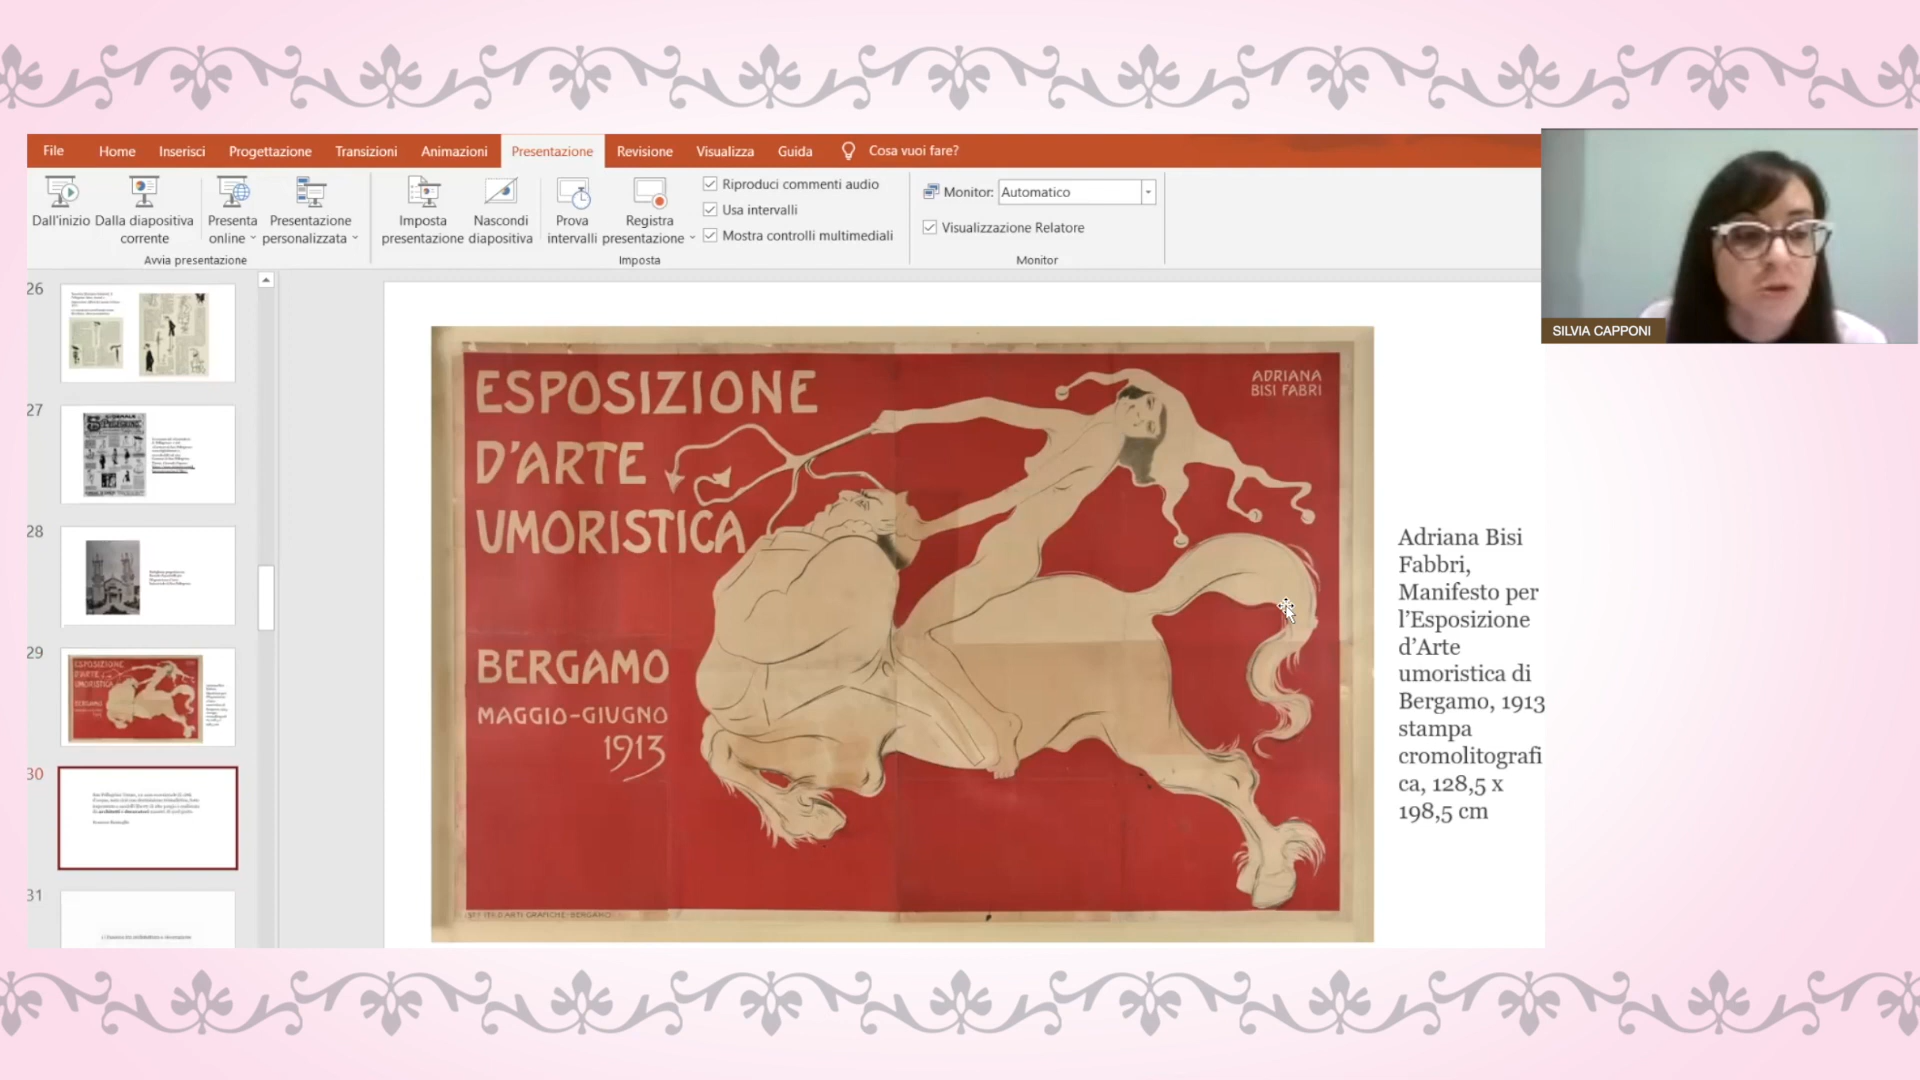 File Home Inserisci Progettazione Transizioni Animazioni Presentazione Revisione Visualizza Guida Cosa vuoi fare?
Dall'inizio
Dalla diapositiva
corrente
Presenta
online
Presentazione
personalizzata
Avvia presentazione
Imposta
presentazione
Nascondi
diapositiva
Prova
intervalli
Registra
presentazione
Riproduci commenti audio
Usa intervalli
Mostra controlli multimediali
Imposta
Monitor: Automatico
Visualizzazione Relatore
Monitor
SILVIA CAPPONI
26
27
28
29
30
31
ESPOSIZIONE
D'ARTE
UMORISTICA
BERGAMO
MAGGIO-GIUGNO
1913
ADRIANA
BISI FABRI
D'ARTI GRAFICHE-BERGAMO
Adriana Bisi
Fabbri,
Manifesto per
l'Esposizione
d'Arte
umoristica di
Bergamo, 1913
stampa
cromolitografi
ca, 128,5 x
198,5 cm